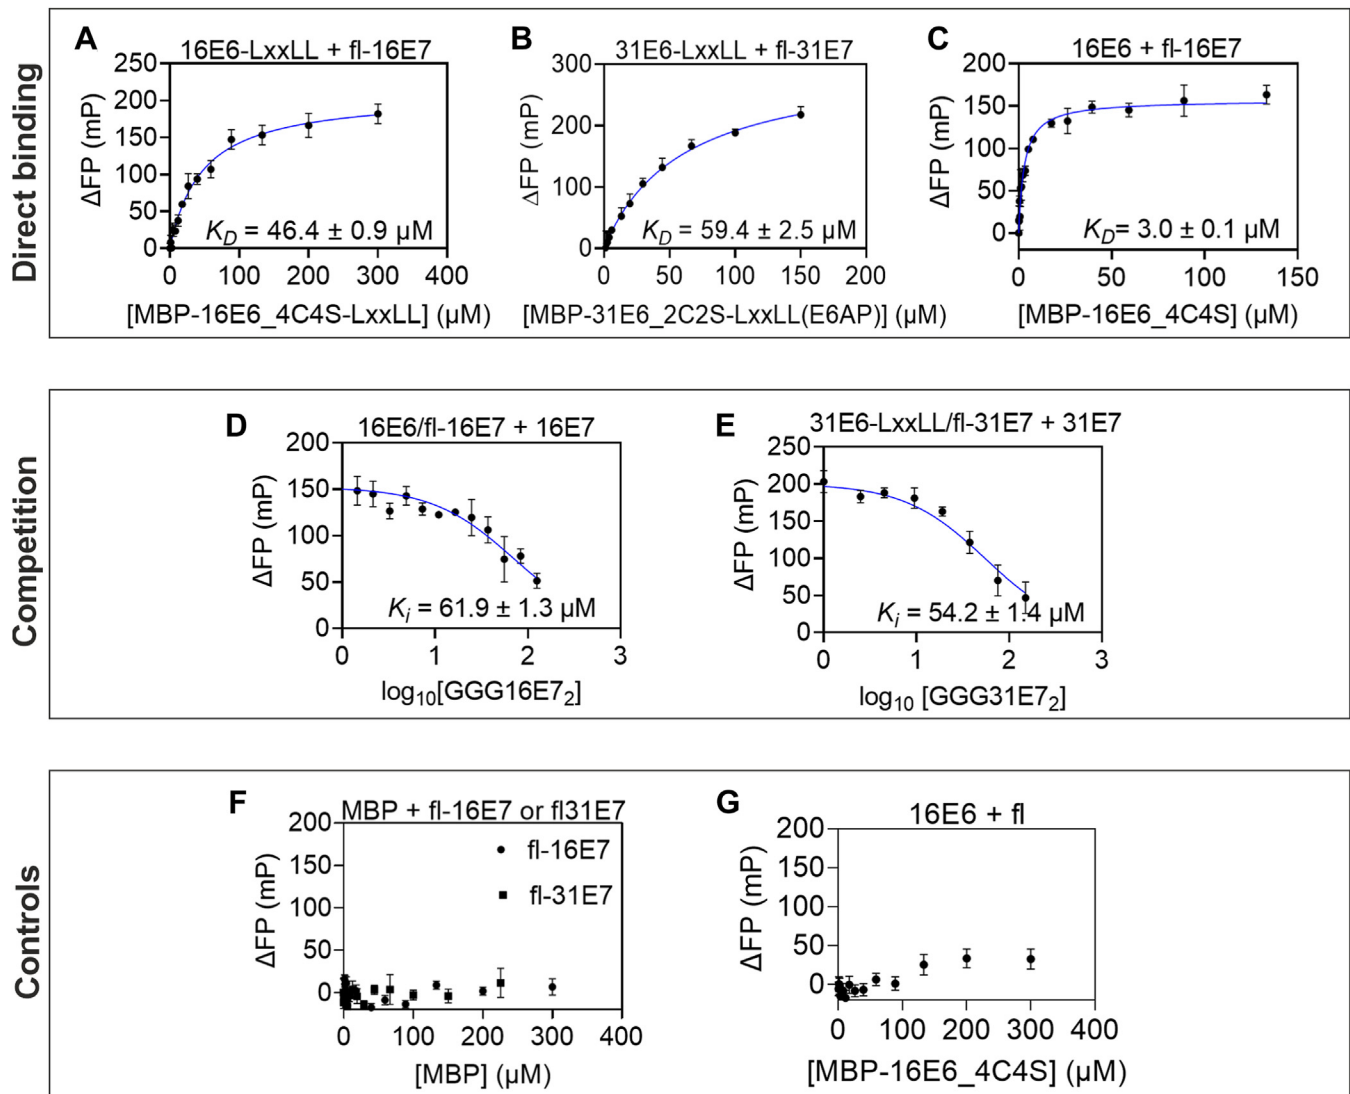 Direct binding
A
16E6-LxxLL + fl-16E7
250
200
150
100
50
0
ΔFP (mP)
K_D = 46.4 ± 0.9 µM
0 100 200 300 400
[MBP-16E6_4C4S-LxxLL] (µM)
B
31E6-LxxLL + fl-31E7
300
200
100
0
ΔFP (mP)
K_D = 59.4 ± 2.5 µM
0 50 100 150 200
[MBP-31E6_2C2S-LxxLL(E6AP)] (µM)
C
16E6 + fl-16E7
200
150
100
50
0
ΔFP (mP)
K_D= 3.0 ± 0.1 µM
0 50 100 150
[MBP-16E6_4C4S] (µM)
Competition
D
16E6/fl-16E7 + 16E7
200
150
100
50
0
ΔFP (mP)
K_i = 61.9 ± 1.3 µM
0 1 2 3
log₁₀[GGG16E7₂]
E
31E6-LxxLL/fl-31E7 + 31E7
250
200
150
100
50
0
ΔFP (mP)
K_i = 54.2 ± 1.4 µM
0 1 2 3
log₁₀ [GGG31E7₂]
Controls
F
MBP + fl-16E7 or fl31E7
200
150
100
50
0
ΔFP (mP)
fl-16E7
fl-31E7
0 100 200 300 400
[MBP] (µM)
G
16E6 + fl
200
150
100
50
0
ΔFP (mP)
0 100 200 300 400
[MBP-16E6_4C4S] (µM)